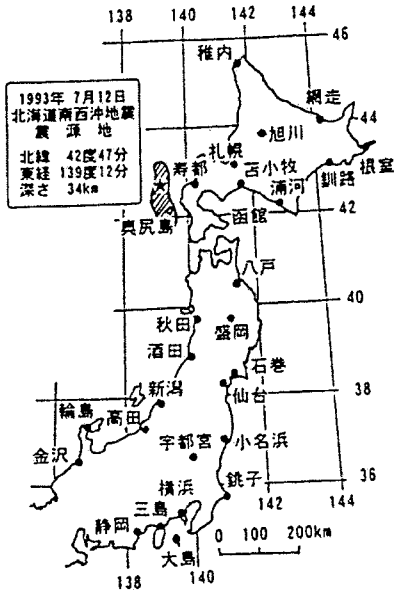 138
140
142
144
46
稚内
1993年 7月12日
北海道南西沖地震
震源地
北緯 42度47分
東経 139度12分
深さ 34km
網走
44
旭川
札幌
寿都
苫小牧
根室
釧路
浦河
42
函館
奥尻島
八戸
40
秋田
盛岡
酒田
石巻
38
新潟
仙台
輪島
高田
小名浜
宇都宮
金沢
36
銚子
横浜
142
144
三島
静岡
0 100 200km
大島
138
140